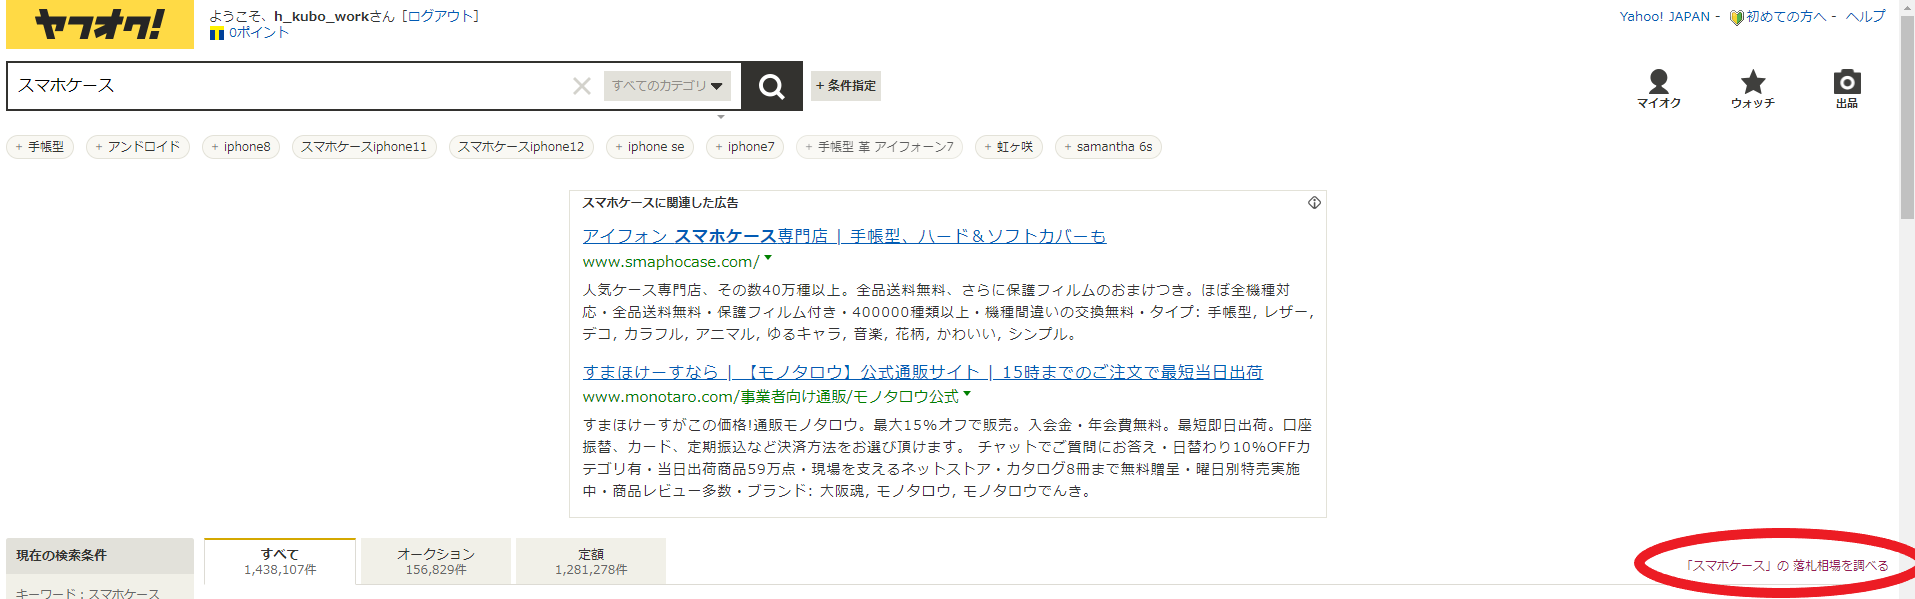 ヤフオク!
ようこそ、h_kubo_workさん [ログアウト]
0ポイント
Yahoo! JAPAN - 初めての方へ - ヘルプ
スマホケース
すべてのカテゴリ
+ 条件指定
マイオク
ウォッチ
出品
+ 手帳型
+ アンドロイド
+ iphone8
スマホケースiphone11
スマホケースiphone12
+ iphone se
+ iphone7
+ 手帳型 革 アイフォーン7
+ 虹ヶ咲
+ samantha 6s
スマホケースに関連した広告
アイフォン スマホケース専門店 | 手帳型、ハード＆ソフトカバーも
www.smaphocase.com/
人気ケース専門店、その数40万種以上。全品送料無料、さらに保護フィルムのおまけつき。ほぼ全機種対
応・全品送料無料・保護フィルム付き・400000種類以上・機種間違いの交換無料・タイプ: 手帳型, レザー,
デコ, カラフル, アニマル, ゆるキャラ, 音楽, 花柄, かわいい, シンプル。
すまほけーすなら | 【モノタロウ】公式通販サイト | 15時までのご注文で最短当日出荷
www.monotaro.com/事業者向け通販/モノタロウ公式
すまほけーすがこの価格!通販モノタロウ。最大15%オフで販売。入会金・年会費無料。最短即日出荷。口座
振替、カード、定期振込など決済方法をお選び頂けます。 チャットでご質問にお答え・日替わり10%OFFカ
テゴリ有・当日出荷商品59万点・現場を支えるネットストア・カタログ8冊まで無料贈呈・曜日別特売実施
中・商品レビュー多数・ブランド: 大阪魂, モノタロウ, モノタロウでんき。
現在の検索条件
キーワード：スマホケース
すべて
1,438,107件
オークション
156,829件
定額
1,281,278件
「スマホケース」の 落札相場を調べる